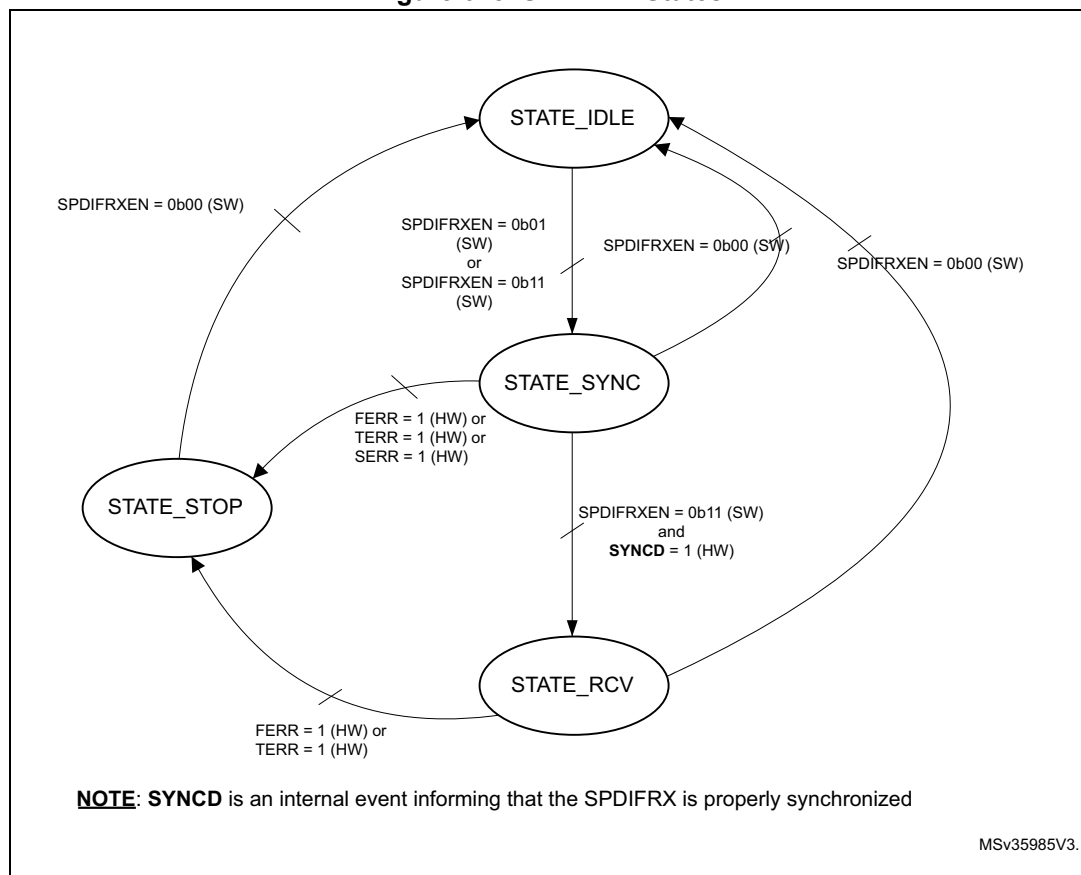 STATE_IDLE
SPDIFRXEN = 0b00 (SW)
SPDIFRXEN = 0b01
(SW)
or
SPDIFRXEN = 0b11
(SW)
SPDIFRXEN = 0b00 (SW)
SPDIFRXEN = 0b00 (SW)
STATE_SYNC
FERR = 1 (HW) or
TERR = 1 (HW) or
SERR = 1 (HW)
STATE_STOP
SPDIFRXEN = 0b11 (SW)
and
SYNCD = 1 (HW)
STATE_RCV
FERR = 1 (HW) or
TERR = 1 (HW)
NOTE: SYNCD is an internal event informing that the SPDIFRX is properly synchronized
MSv35985V3.